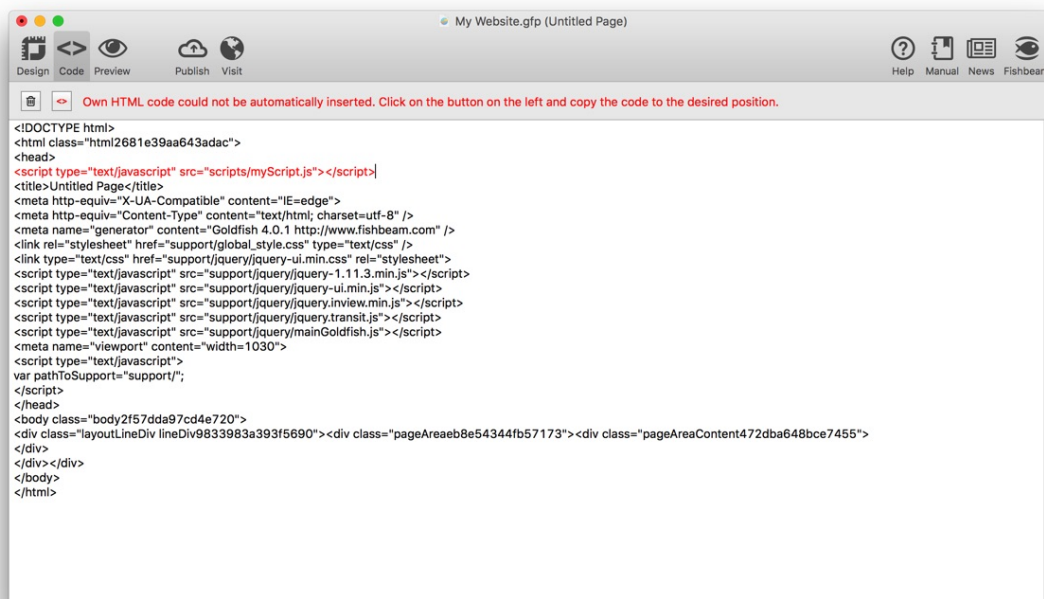 My Website.gfp (Untitled Page)
Design Code Preview Publish Visit Help Manual News Fishbeam
Own HTML code could not be automatically inserted. Click on the button on the left and copy the code to the desired position.
<!DOCTYPE html>
<html class="html2681e39aa643adac">
<head>
<script type="text/javascript" src="scripts/myScript.js"></script>
<title>Untitled Page</title>
<meta http-equiv="X-UA-Compatible" content="IE=edge">
<meta http-equiv="Content-Type" content="text/html; charset=utf-8" />
<meta name="generator" content="Goldfish 4.0.1 http://www.fishbeam.com" />
<link rel="stylesheet" href="support/global_style.css" type="text/css" />
<link type="text/css" href="support/jquery/jquery-ui.min.css" rel="stylesheet">
<script type="text/javascript" src="support/jquery/jquery-1.11.3.min.js"></script>
<script type="text/javascript" src="support/jquery/jquery-ui.min.js"></script>
<script type="text/javascript" src="support/jquery/jquery.inview.min.js"></script>
<script type="text/javascript" src="support/jquery/jquery.transit.js"></script>
<script type="text/javascript" src="support/jquery/mainGoldfish.js"></script>
<meta name="viewport" content="width=1030">
<script type="text/javascript">
var pathToSupport="support/";
</script>
</head>
<body class="body2f57dda97cd4e720">
<div class="layoutLineDiv lineDiv9833983a393f5690"><div class="pageAreaeb8e54344fb57173"><div class="pageAreaContent472dba648bce7455">
</div>
</div></div>
</body>
</html>